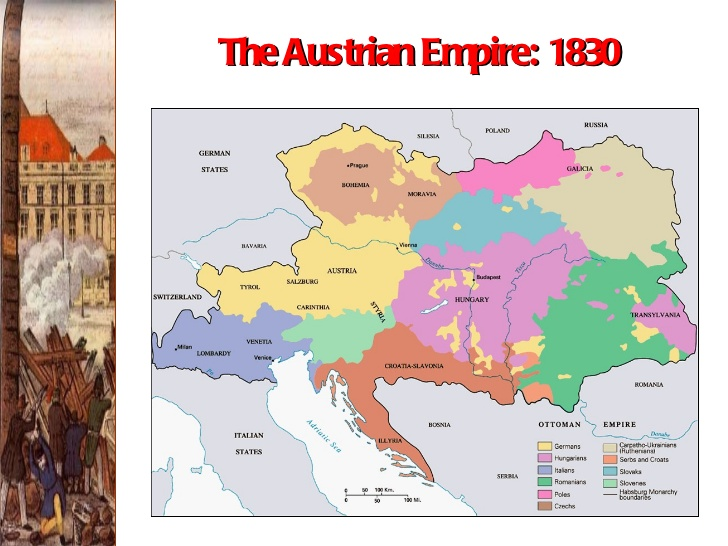 The Austrian Empire: 1830
RUSSIA
POLAND
SILESIA
GERMAN
STATES
GALICIA
Prague
BOHEMIA
MORAVIA
BAVARIA
Vienna
Danube
Tisza
AUSTRIA
Budapest
SALZBURG
TYROL
SWITZERLAND
HUNGARY
CARINTHIA
STYRIA
TRANSYLVANIA
VENETIA
Milan
LOMBARDY
Venice
Po
CROATIA-SLAVONIA
ROMANIA
Adriatic Sea
BOSNIA
OTTOMAN EMPIRE
Danube
ITALIAN
STATES
ILLYRIA
SERBIA
50 100 Km.
50 100 Mi.
Germans
Hungarians
Italians
Romanians
Poles
Czechs
Carpatho-Ukrainians
(Ruthenians)
Serbs and Croats
Slovaks
Slovenes
Habsburg Monarchy
boundaries